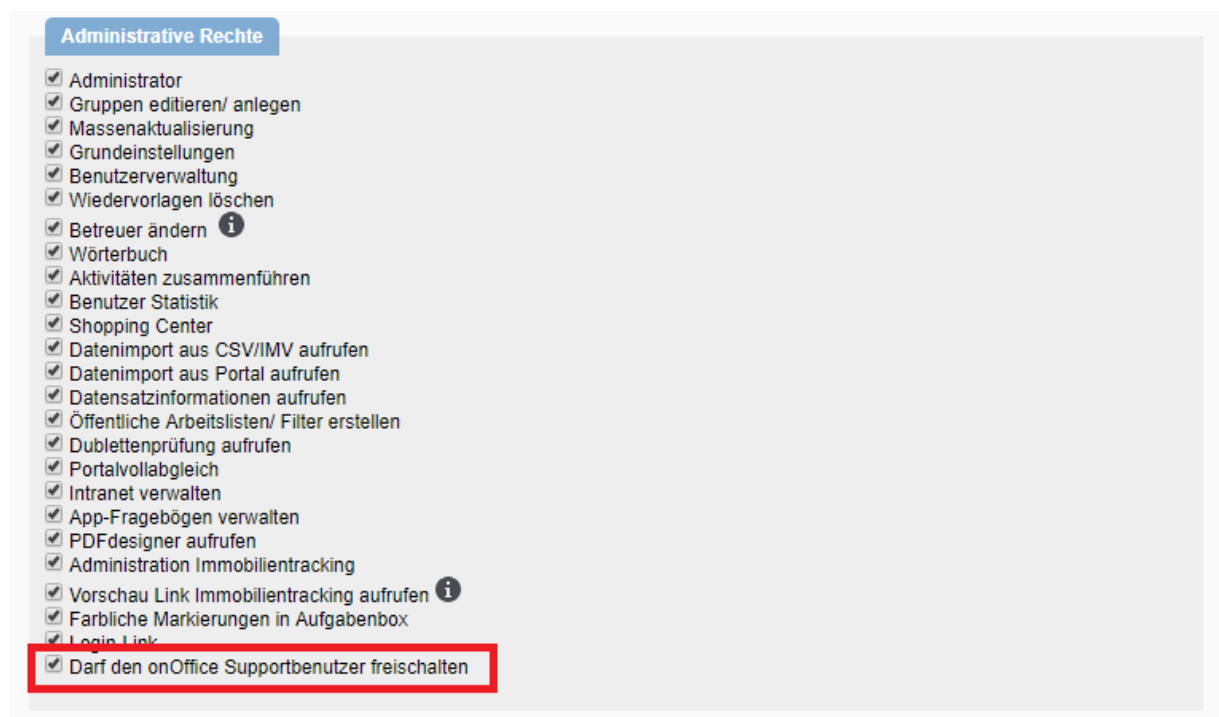 Administrative Rechte
Administrator
Gruppen editieren/ anlegen
Massenaktualisierung
Grundeinstellungen
Benutzerverwaltung
Wiedervorlagen löschen
Betreuer ändern
Wörterbuch
Aktivitäten zusammenführen
Benutzer Statistik
Shopping Center
Datenimport aus CSV/IMV aufrufen
Datenimport aus Portal aufrufen
Datensatzinformationen aufrufen
Öffentliche Arbeitslisten/ Filter erstellen
Dublettenprüfung aufrufen
Portalvollabgleich
Intranet verwalten
App-Fragebögen verwalten
PDFdesigner aufrufen
Administration Immobilientracking
Vorschau Link Immobilientracking aufrufen
Farbliche Markierungen in Aufgabenbox
Login Link
Darf den onOffice Supportbenutzer freischalten